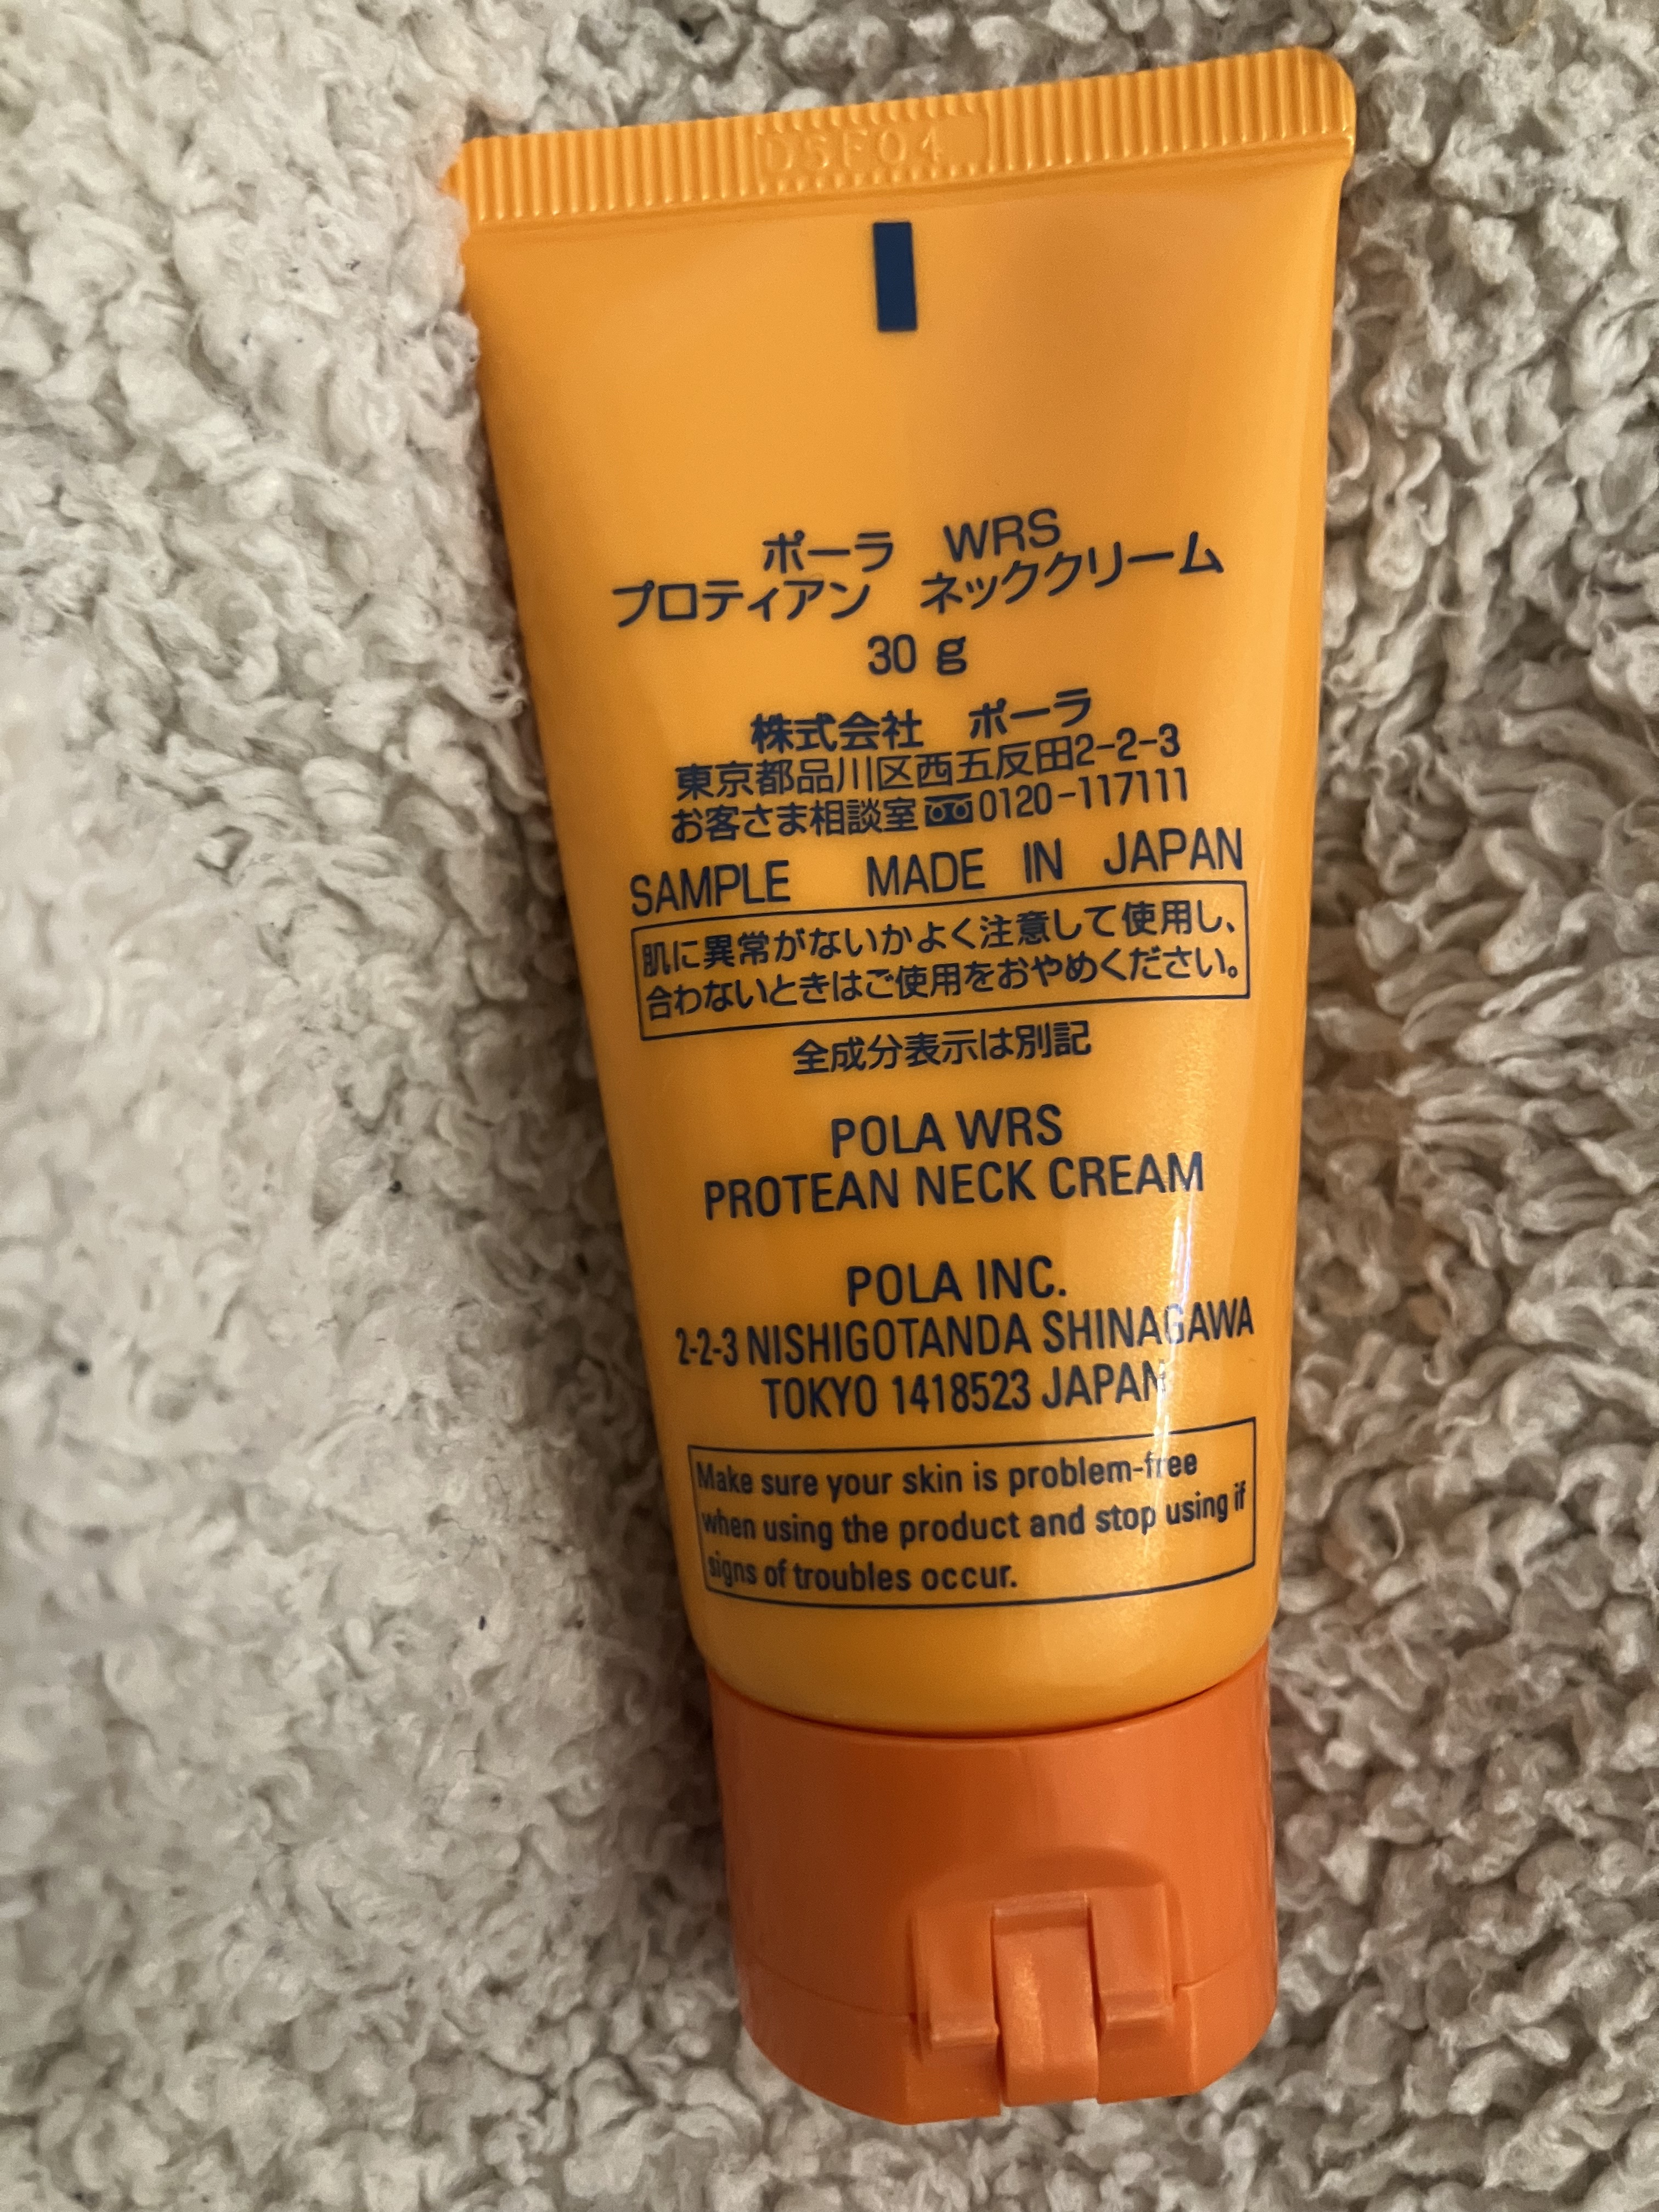 DSF04
ポーラ WRS
プロティアン ネッククリーム
30 g
株式会社 ポーラ
東京都品川区西五反田2-2-3
お客さま相談室 0120-117111
SAMPLE MADE IN JAPAN
肌に異常がないかよく注意して使用し、
合わないときはご使用をおやめください。
全成分表示は別記
POLA WRS
PROTEAN NECK CREAM
POLA INC.
2-2-3 NISHIGOTANDA SHINAGAWA
TOKYO 1418523 JAPAN
Make sure your skin is problem-free
when using the product and stop using if
signs of troubles occur.